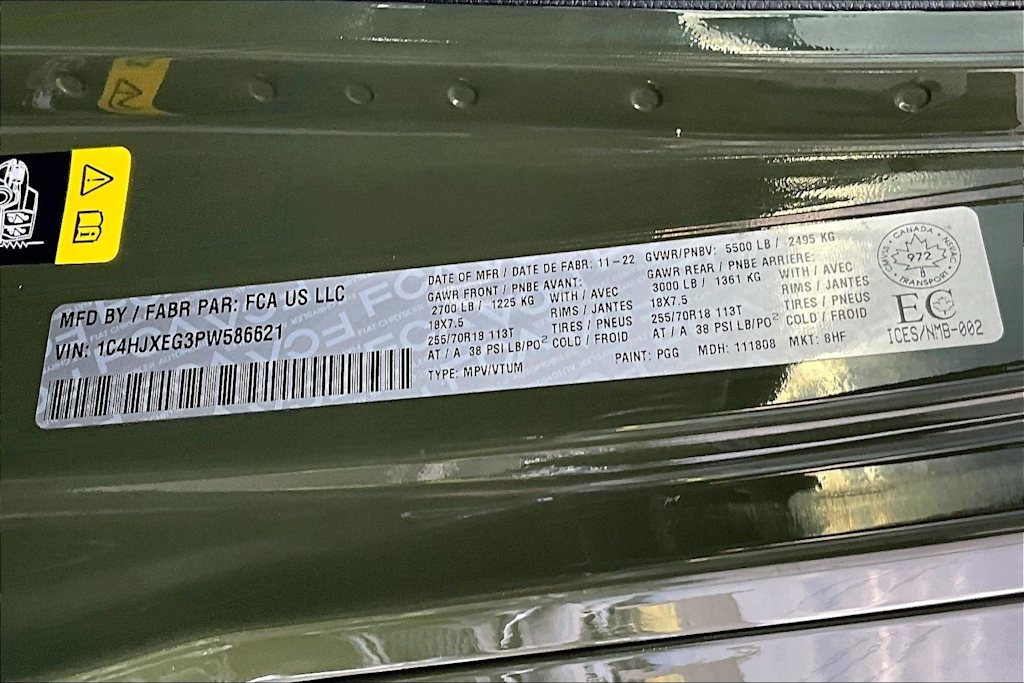 MFD BY / FABR PAR: FCA US LLC
VIN: 1C4HJXEG3PW586621
DATE OF MFR / DATE DE FABR: 11-22
GVWR/PNBV: 5500 LB / 2495 KG
GAWR FRONT / PNBE AVANT:
2700 LB / 1225 KG WITH / AVEC
18X7.5 RIMS / JANTES
255/70R18 113T TIRES / PNEUS
AT / A 38 PSI LB/PO² COLD / FROID
TYPE: MPV/VTUM
GAWR REAR / PNBE ARRIERE:
3000 LB / 1361 KG WITH / AVEC
18X7.5 RIMS / JANTES
255/70R18 113T TIRES / PNEUS
AT / A 38 PSI LB/PO² COLD / FROID
PAINT: PGG MDH: 111808 MKT: 8HF
CANADA
CMVSS NSVAC
972
TRANSPORT
EC
ICES/NMB-002